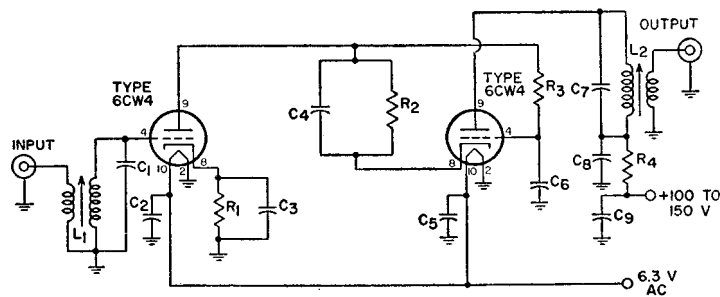 OUTPUT
L2
TYPE
6CW4
9
C4
R2
TYPE
6CW4
9
R3
C7
INPUT
4
C1
10
2
8
8
10
2
4
C6
C8
R4
C2
R1
C3
C5
C9
+100 TO
150 V
L1
6.3 V
AC